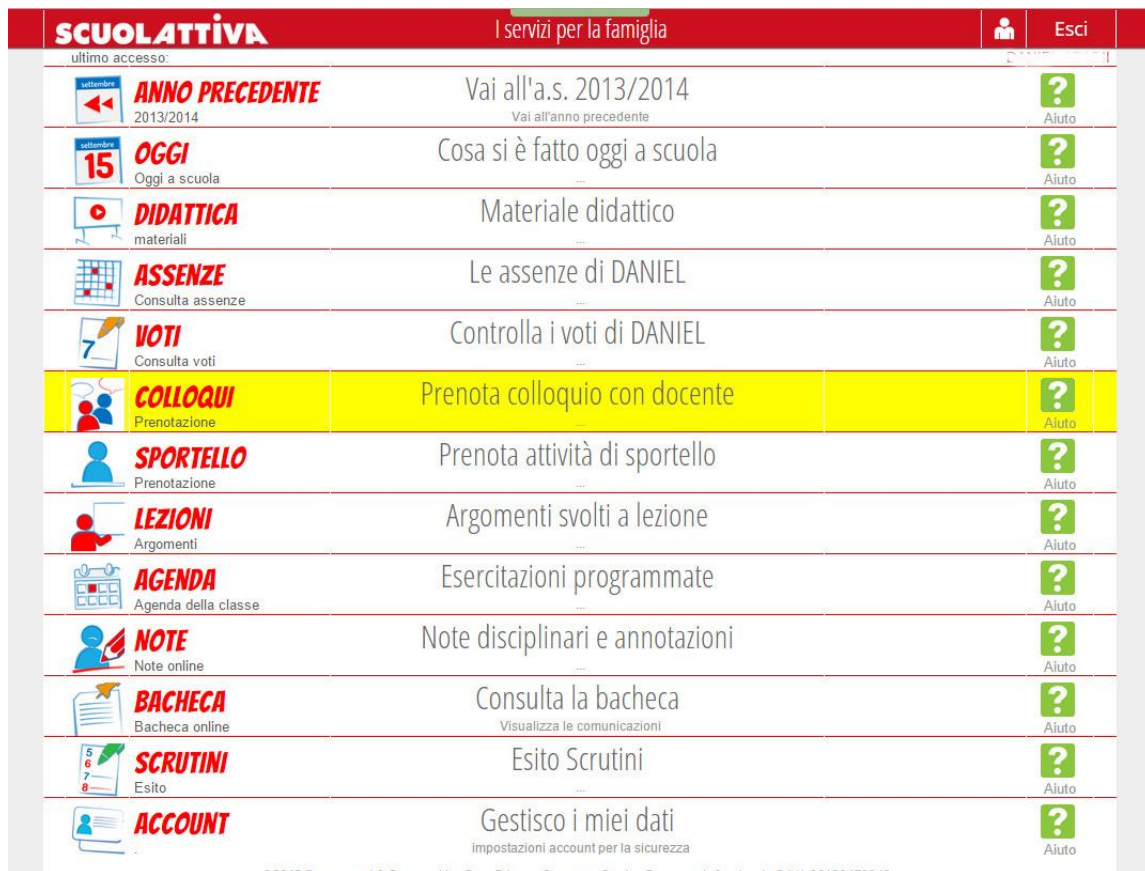 SCUOLATTIVA I servizi per la famiglia Esci
ultimo accesso:
settembre ANNO PRECEDENTE Vai all'a.s. 2013/2014
2013/2014 Vai all'anno precedente Aiuto
settembre 15 OGGI Cosa si è fatto oggi a scuola ?
Oggi a scuola ... Aiuto
DIDATTICA Materiale didattico ?
materiali ... Aiuto
ASSENZE Le assenze di DANIEL ?
Consulta assenze ... Aiuto
7 VOTI Controlla i voti di DANIEL ?
Consulta voti ... Aiuto
COLLOQUI Prenota colloquio con docente ?
Prenotazione ... Aiuto
SPORTELLO Prenota attività di sportello ?
Prenotazione ... Aiuto
LEZIONI Argomenti svolti a lezione ?
Argomenti ... Aiuto
AGENDA Esercitazioni programmate ?
Agenda della classe ... Aiuto
NOTE Note disciplinari e annotazioni ?
Note online ... Aiuto
BACHECA Consulta la bacheca ?
Bacheca online Visualizza le comunicazioni Aiuto
5 6 7 8 SCRUTINI Esito Scrutini ?
Esito ... Aiuto
ACCOUNT Gestisco i miei dati ?
. impostazioni account per la sicurezza Aiuto